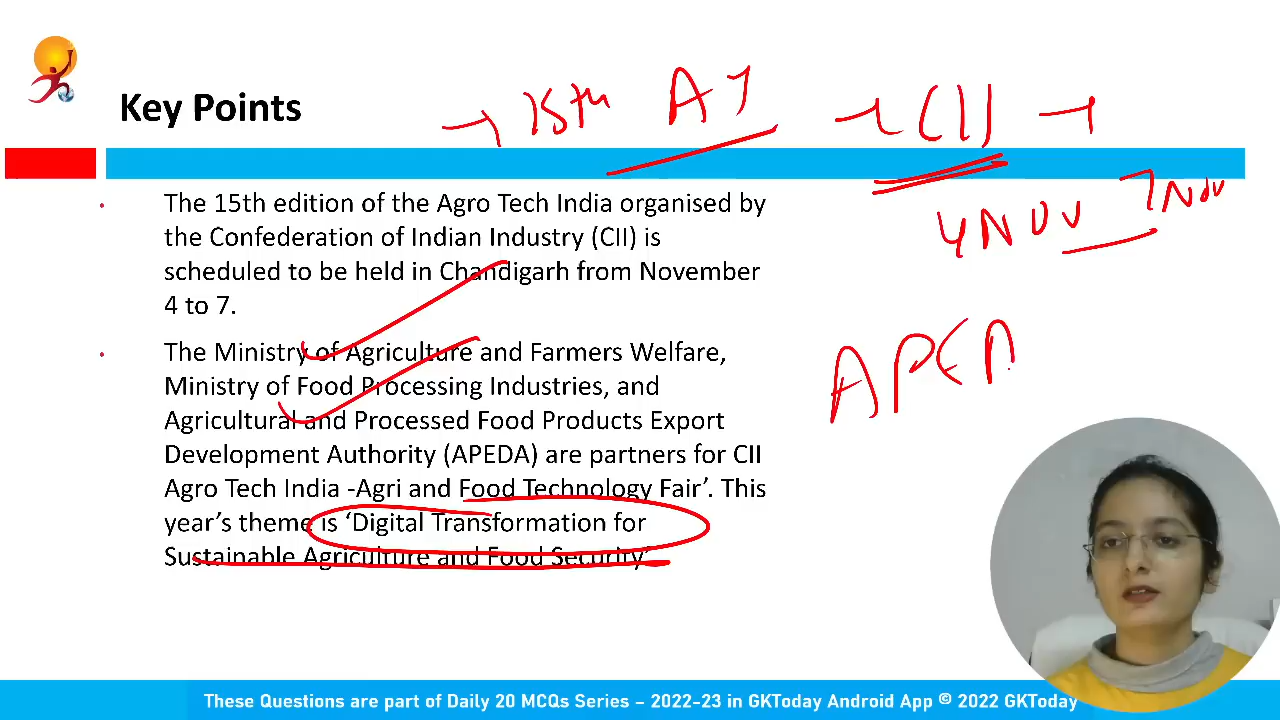 Key Points
→ 15th AT → CII →
4 NOV 7 Nov
The 15th edition of the Agro Tech India organised by
the Confederation of Indian Industry (CII) is
scheduled to be held in Chandigarh from November
4 to 7.
The Ministry of Agriculture and Farmers Welfare,
Ministry of Food Processing Industries, and
Agricultural and Processed Food Products Export
Development Authority (APEDA) are partners for CII
Agro Tech India -Agri and Food Technology Fair’. This
year’s theme is ‘Digital Transformation for
Sustainable Agriculture and Food Security’
APEDA
These Questions are part of Daily 20 MCQs Series – 2022-23 in GKToday Android App © 2022 GKToday